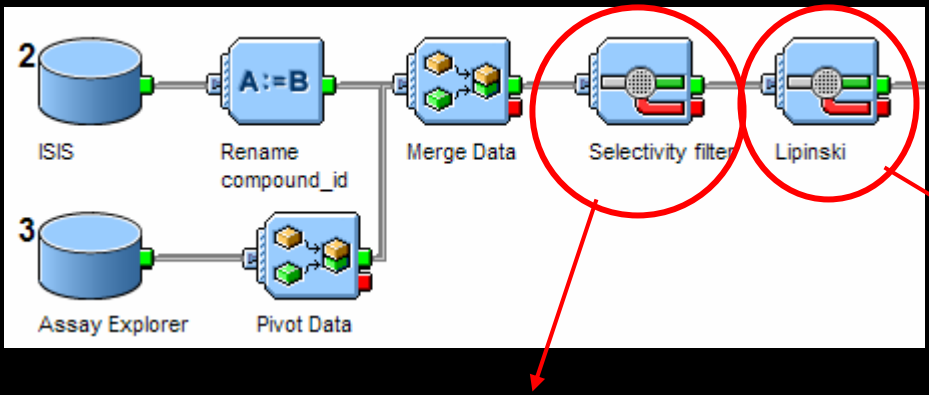 2
ISIS
A:=B
Rename
compound_id
Merge Data
Selectivity filter
Lipinski
3
Assay Explorer
Pivot Data